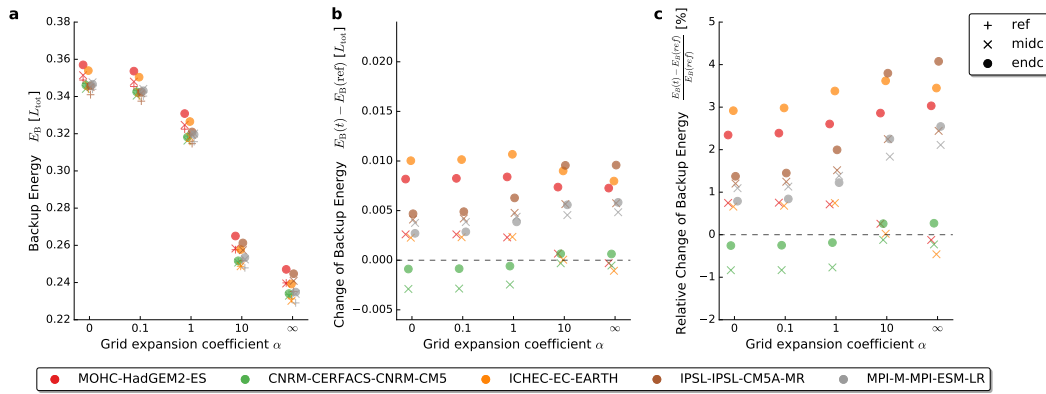 a
b
c
0.38
0.36
0.34
0.32
0.30
0.28
0.26
0.24
0.22
Backup Energy E_B [L_tot]
0 0.1 1 10 ∞
Grid expansion coefficient α
0.020
0.015
0.010
0.005
0.000
−0.005
Change of Backup Energy E_B(t) − E_B(ref) [L_tot]
0 0.1 1 10 ∞
Grid expansion coefficient α
5
4
3
2
1
0
−1
−2
Relative Change of Backup Energy E_B(t) − E_B(ref) / E_B(ref) [%]
0 0.1 1 10 ∞
Grid expansion coefficient α
ref
midc
endc
MOHC-HadGEM2-ES CNRM-CERFACS-CNRM-CM5 ICHEC-EC-EARTH IPSL-IPSL-CM5A-MR MPI-M-MPI-ESM-LR